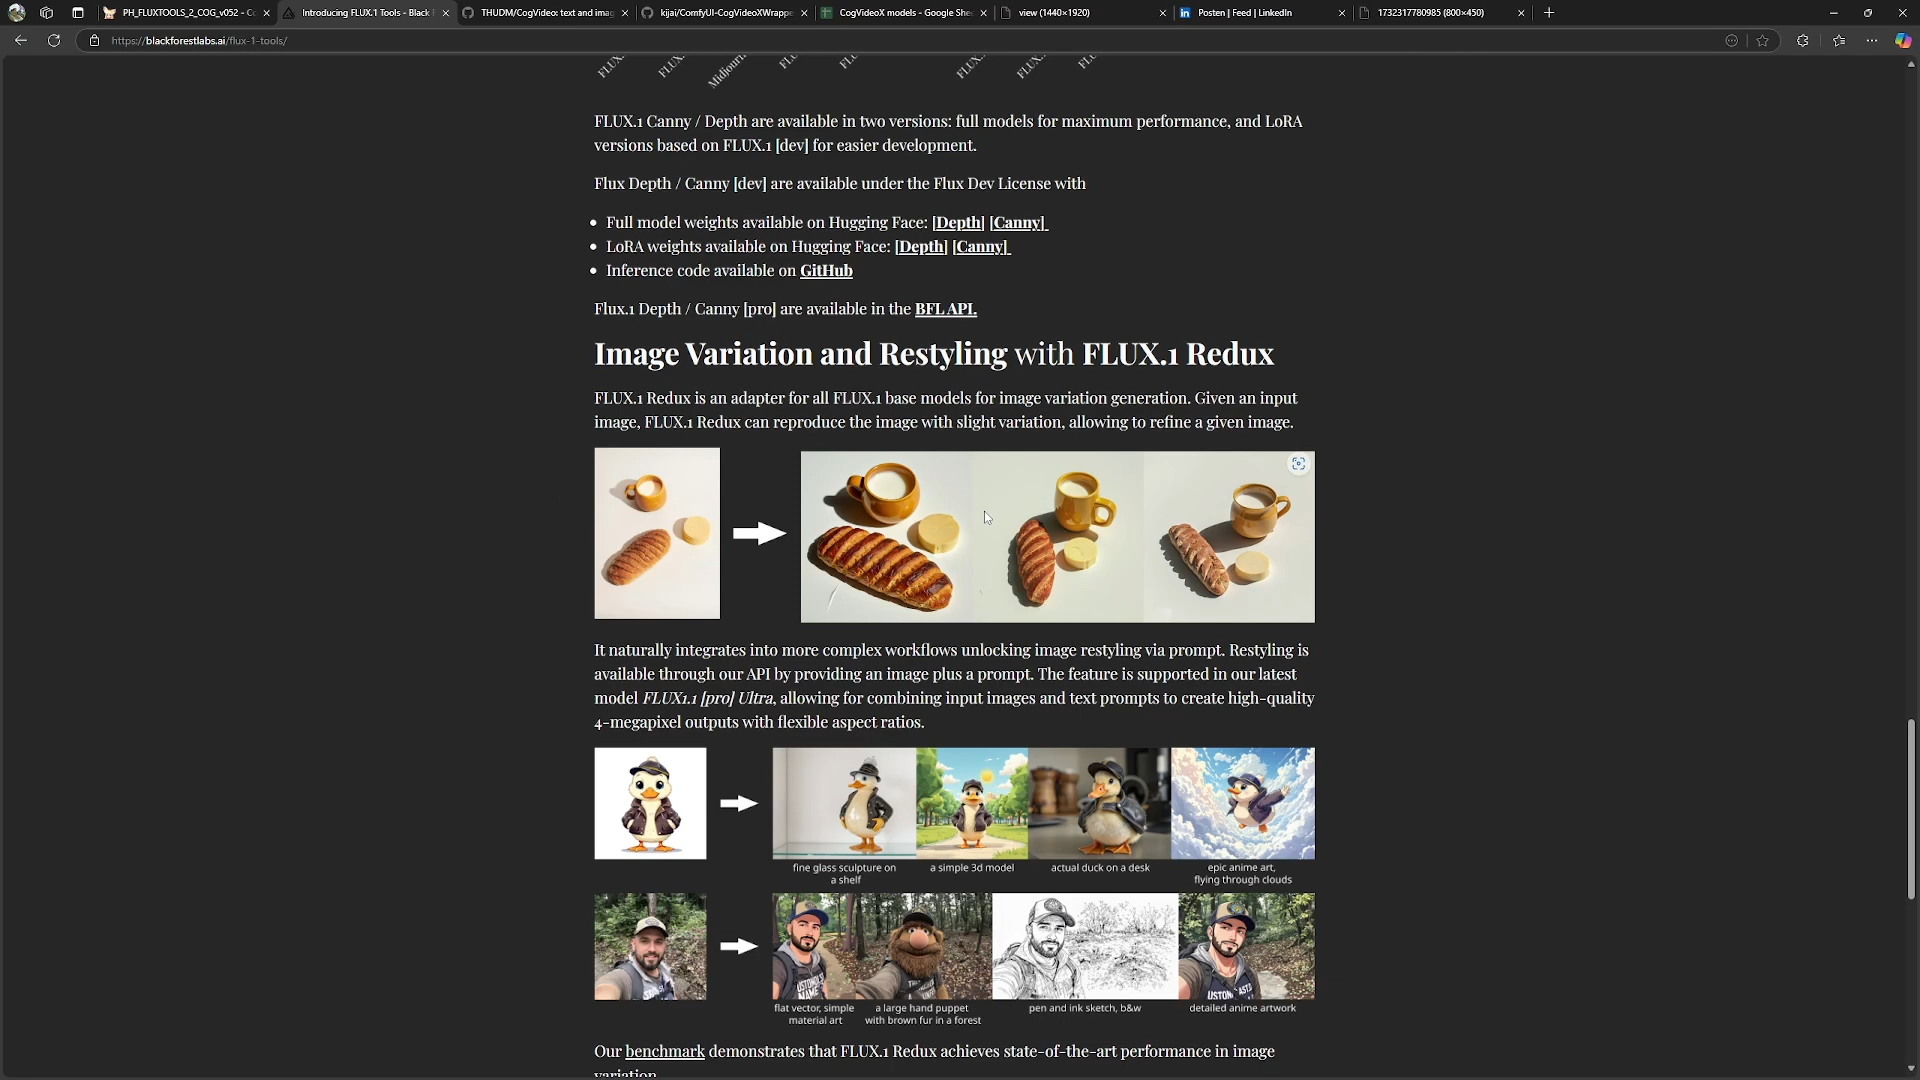 PH_FLUXTOOLS_2_COG_v052 - Co
Introducing FLUX.1 Tools - Black F
THUDM/CogVideo: text and imag
kijai/ComfyUI-CogVideoXWrappe
CogVideoX models - Google She
view (1440×1920)
Posten | Feed | LinkedIn
1732317780985 (800×450)
https://blackforestlabs.ai/flux-1-tools/
FLUX.1 Canny / Depth are available in two versions: full models for maximum performance, and LoRA
versions based on FLUX.1 [dev] for easier development.
Flux Depth / Canny [dev] are available under the Flux Dev License with
• Full model weights available on Hugging Face: [Depth] [Canny]
• LoRA weights available on Hugging Face: [Depth] [Canny]
• Inference code available on GitHub
Flux.1 Depth / Canny [pro] are available in the BFL API.
Image Variation and Restyling with FLUX.1 Redux
FLUX.1 Redux is an adapter for all FLUX.1 base models for image variation generation. Given an input
image, FLUX.1 Redux can reproduce the image with slight variation, allowing to refine a given image.
It naturally integrates into more complex workflows unlocking image restyling via prompt. Restyling is
available through our API by providing an image plus a prompt. The feature is supported in our latest
model FLUX1.1 [pro] Ultra, allowing for combining input images and text prompts to create high-quality
4-megapixel outputs with flexible aspect ratios.
fine glass sculpture on
a shelf
a simple 3d model
actual duck on a desk
epic anime art,
flying through clouds
flat vector, simple
material art
a large hand puppet
with brown fur in a forest
pen and ink sketch, b&w
detailed anime artwork
Our benchmark demonstrates that FLUX.1 Redux achieves state-of-the-art performance in image
variation